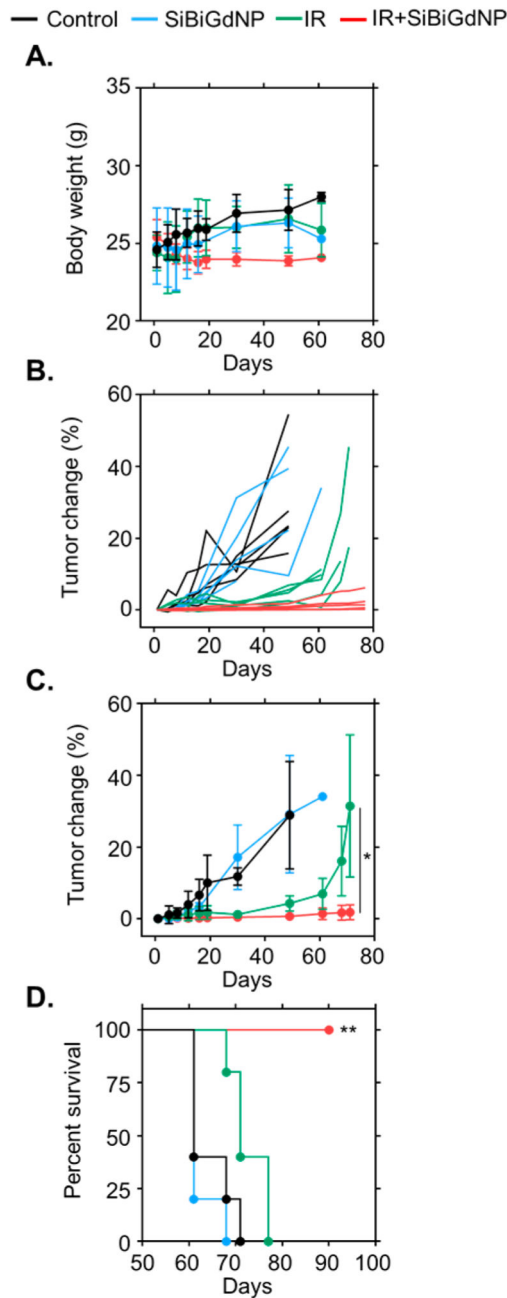 Control SiBiGdNP IR IR+SiBiGdNP
A.
Body weight (g)
35
30
25
20
0 20 40 60 80
Days
B.
Tumor change (%)
60
40
20
0
0 20 40 60 80
Days
C.
Tumor change (%)
60
40
20
0
0 20 40 60 80
*
Days
D.
Percent survival
100
75
50
25
0
**
50 60 70 80 90 100
Days